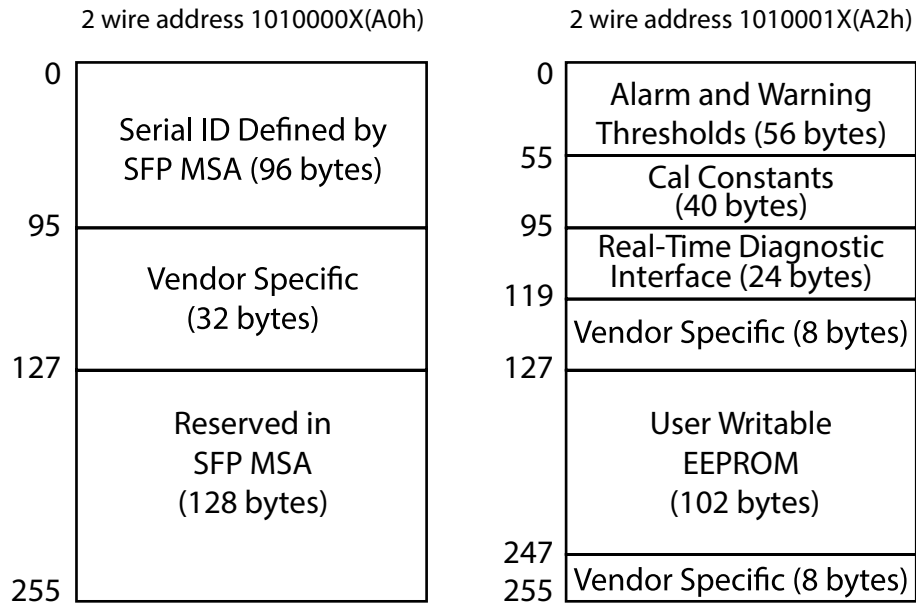 2 wire address 1010000X(A0h)
0
Serial ID Defined by
SFP MSA (96 bytes)
95
Vendor Specific
(32 bytes)
127
Reserved in
SFP MSA
(128 bytes)
255
2 wire address 1010001X(A2h)
0
Alarm and Warning
Thresholds (56 bytes)
55
Cal Constants
(40 bytes)
95
Real-Time Diagnostic
Interface (24 bytes)
119
Vendor Specific (8 bytes)
127
User Writable
EEPROM
(102 bytes)
247
Vendor Specific (8 bytes)
255